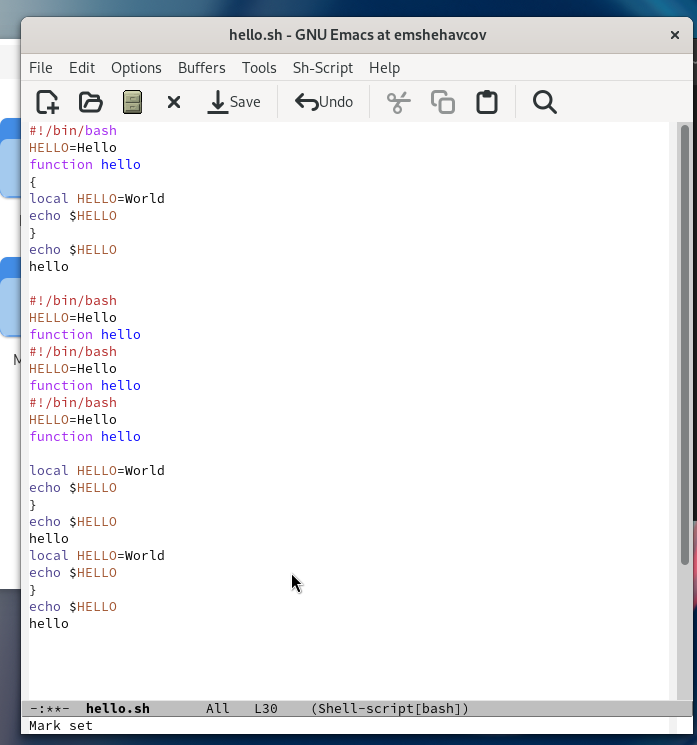 hello.sh - GNU Emacs at emshehavcov
File Edit Options Buffers Tools Sh-Script Help
Save Undo
#!/bin/bash
HELLO=Hello
function hello
{
local HELLO=World
echo $HELLO
}
echo $HELLO
hello

#!/bin/bash
HELLO=Hello
function hello
#!/bin/bash
HELLO=Hello
function hello
#!/bin/bash
HELLO=Hello
function hello

local HELLO=World
echo $HELLO
}
echo $HELLO
hello
local HELLO=World
echo $HELLO
}
echo $HELLO
hello
M
-:**- hello.sh All L30 (Shell-script[bash])
Mark set